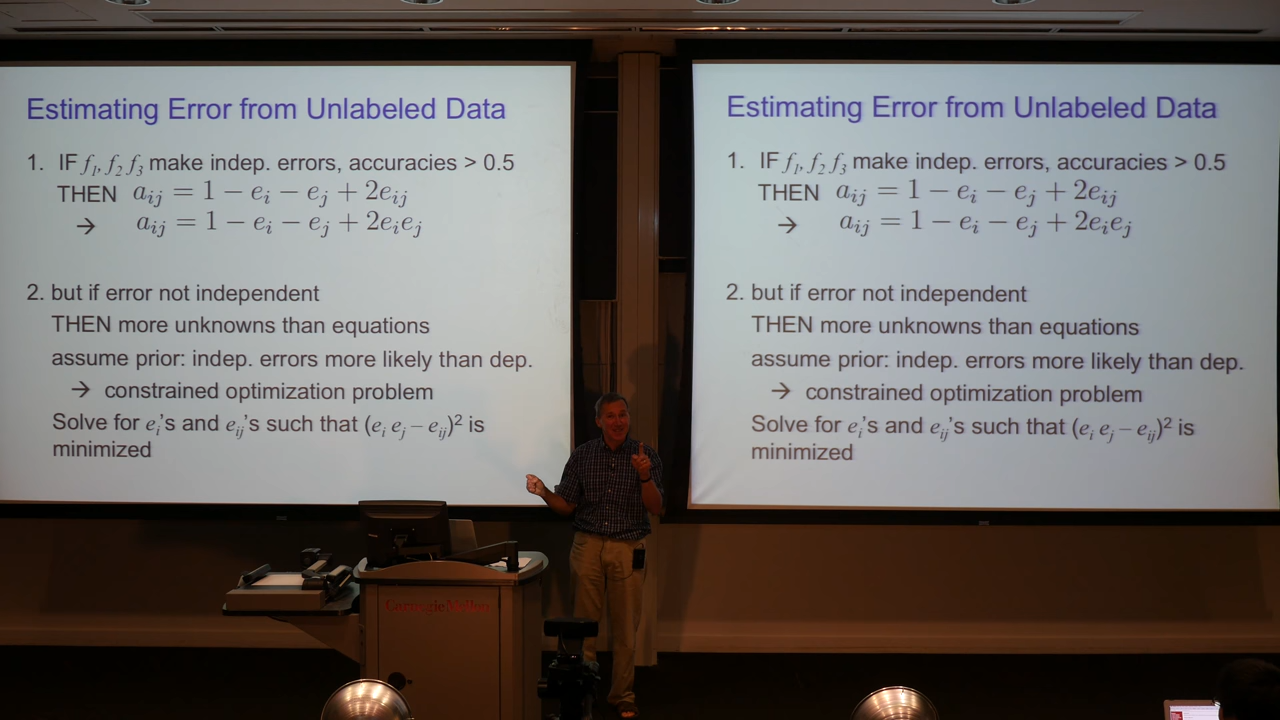 Estimating Error from Unlabeled Data
1. IF f₁, f₂ f₃ make indep. errors, accuracies > 0.5
THEN aᵢⱼ = 1 − eᵢ − eⱼ + 2eᵢⱼ
→ aᵢⱼ = 1 − eᵢ − eⱼ + 2eᵢeⱼ
2. but if error not independent
THEN more unknowns than equations
assume prior: indep. errors more likely than dep.
→ constrained optimization problem
Solve for eᵢ's and eᵢⱼ's such that (eᵢ eⱼ – eᵢⱼ)² is
minimized
Estimating Error from Unlabeled Data
1. IF f₁, f₂ f₃ make indep. errors, accuracies > 0.5
THEN aᵢⱼ = 1 − eᵢ − eⱼ + 2eᵢⱼ
→ aᵢⱼ = 1 − eᵢ − eⱼ + 2eᵢeⱼ
2. but if error not independent
THEN more unknowns than equations
assume prior: indep. errors more likely than dep.
→ constrained optimization problem
Solve for eᵢ's and eᵢⱼ's such that (eᵢ eⱼ – eᵢⱼ)² is
minimized
Carnegie Mellon